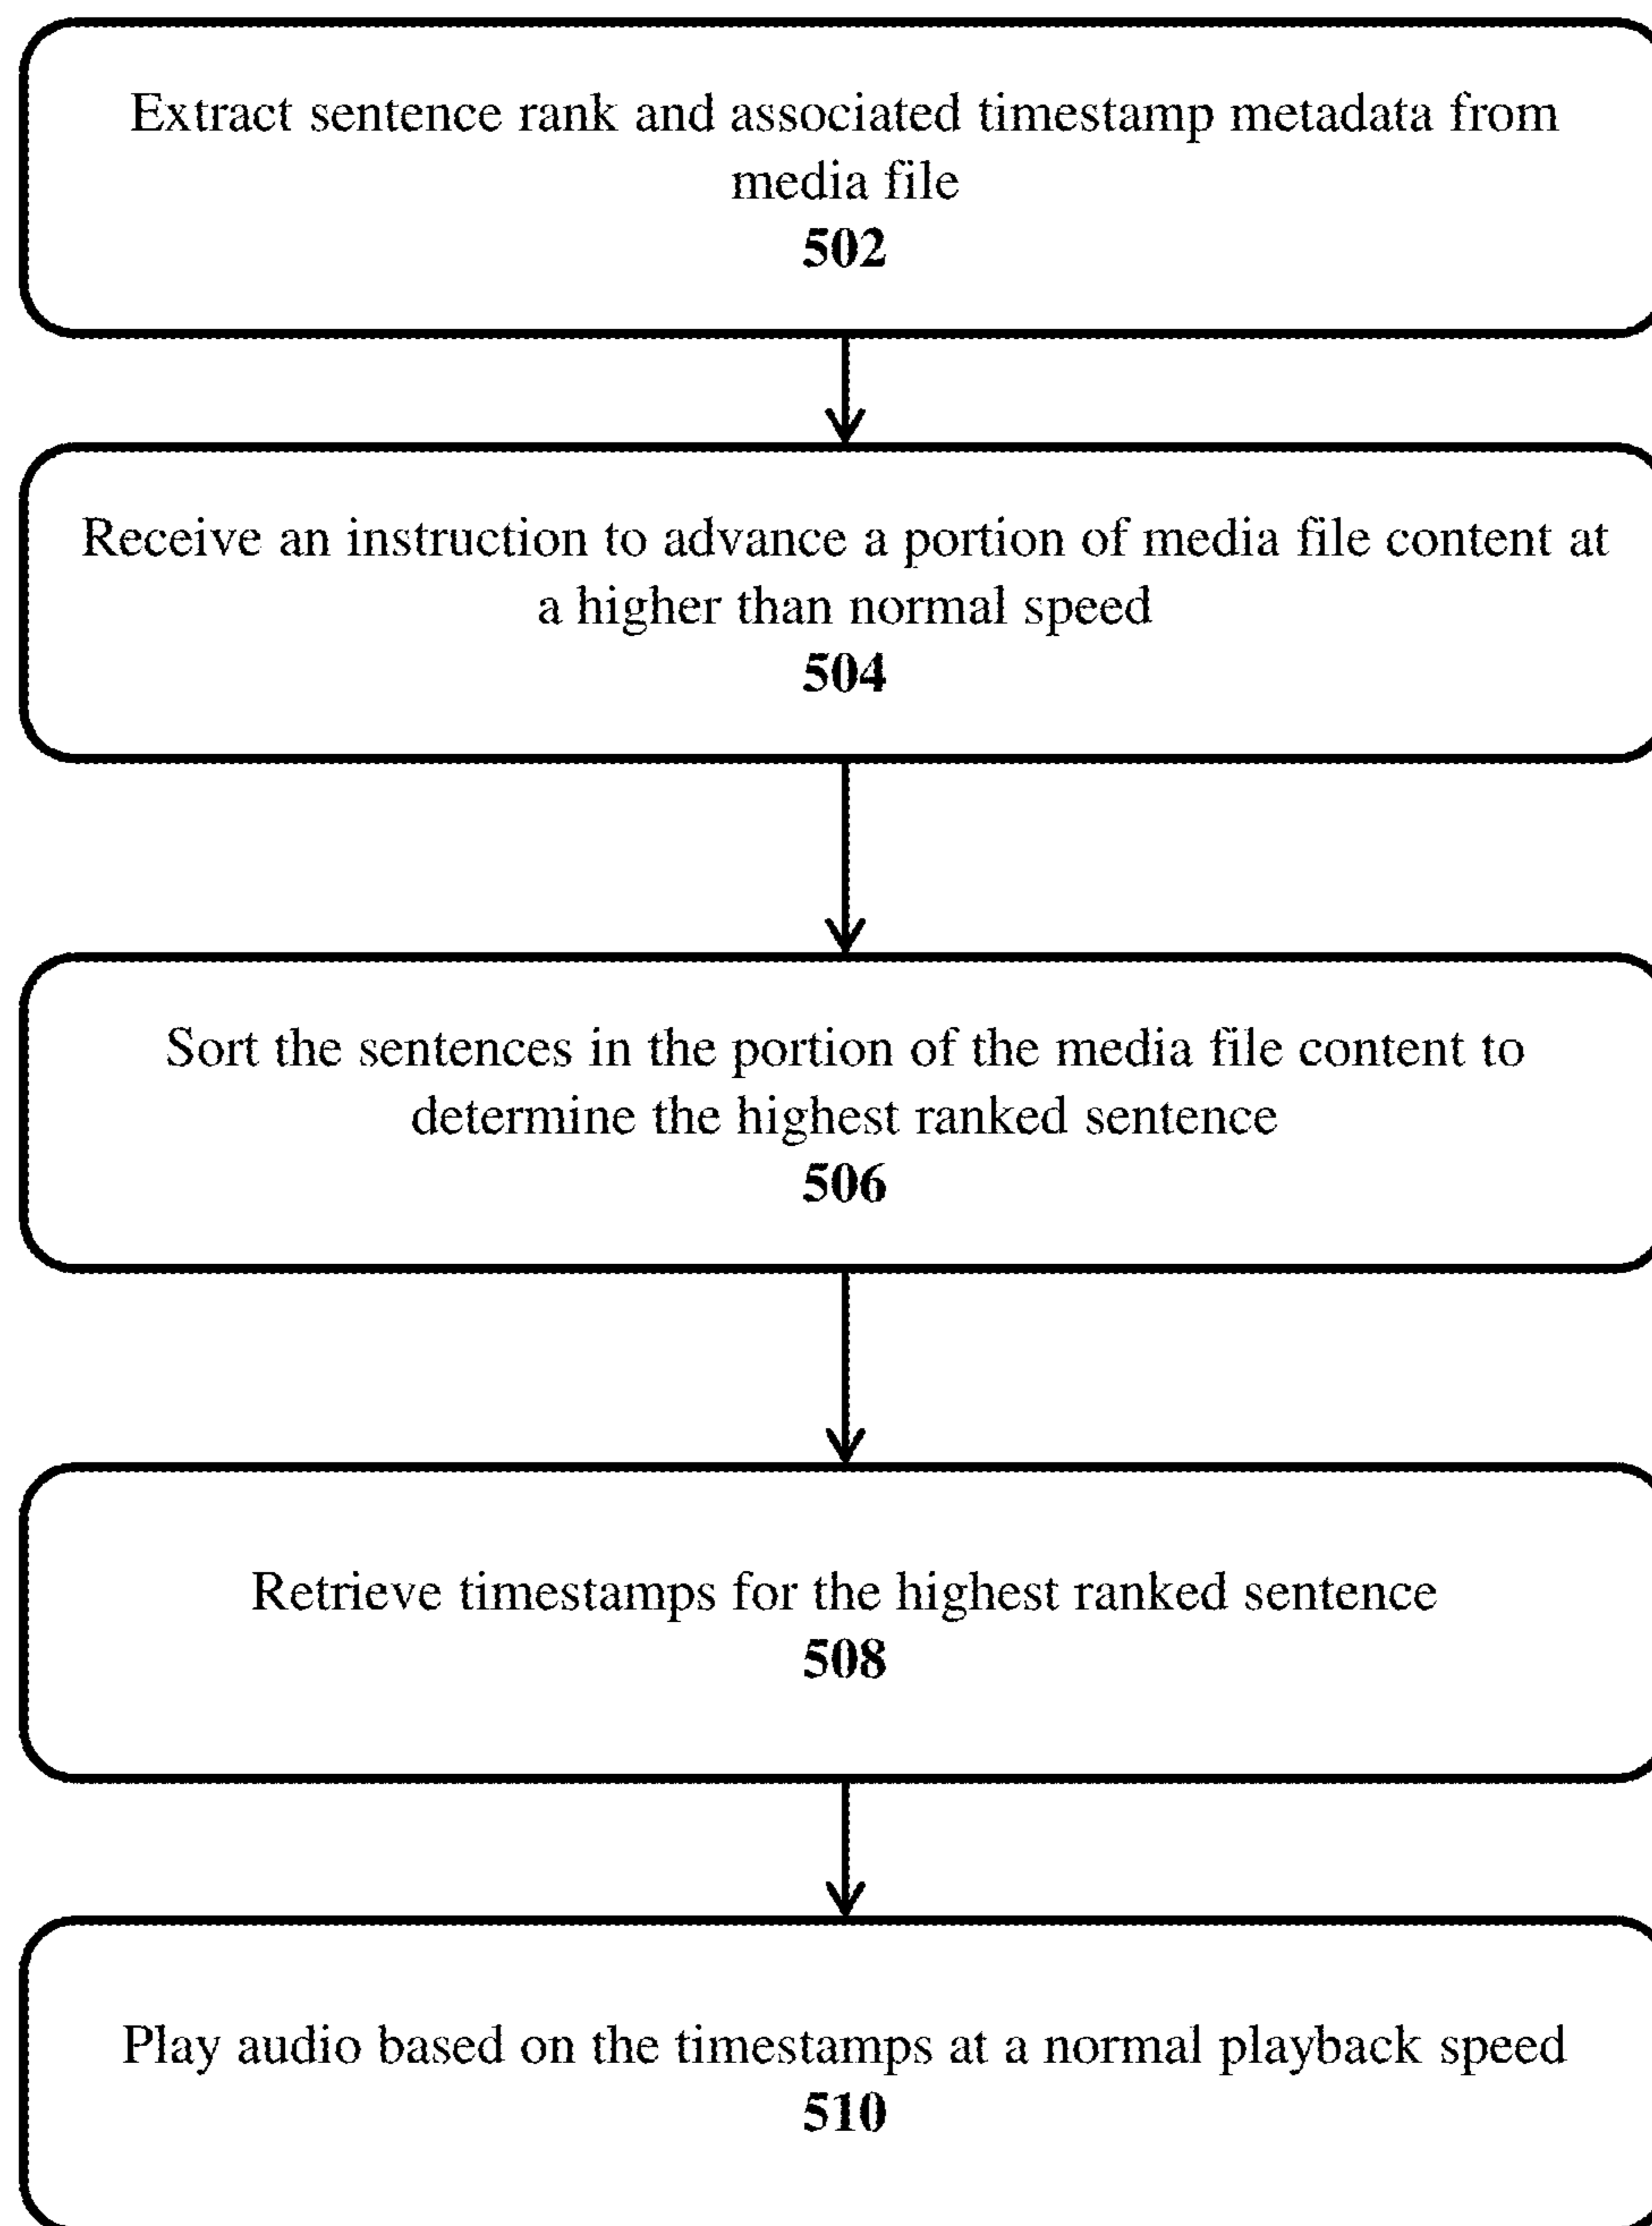 Extract sentence rank and associated timestamp metadata from
media file
502
Receive an instruction to advance a portion of media file content at
a higher than normal speed
504
Sort the sentences in the portion of the media file content to
determine the highest ranked sentence
506
Retrieve timestamps for the highest ranked sentence
508
Play audio based on the timestamps at a normal playback speed
510